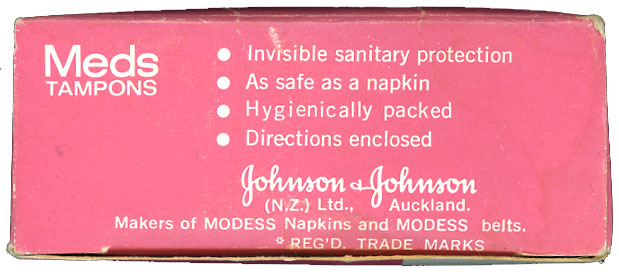 Meds
TAMPONS
● Invisible sanitary protection
● As safe as a napkin
● Hygienically packed
● Directions enclosed
Johnson & Johnson
(N.Z.) Ltd., Auckland.
Makers of MODESS Napkins and MODESS belts.
* REG'D. TRADE MARKS